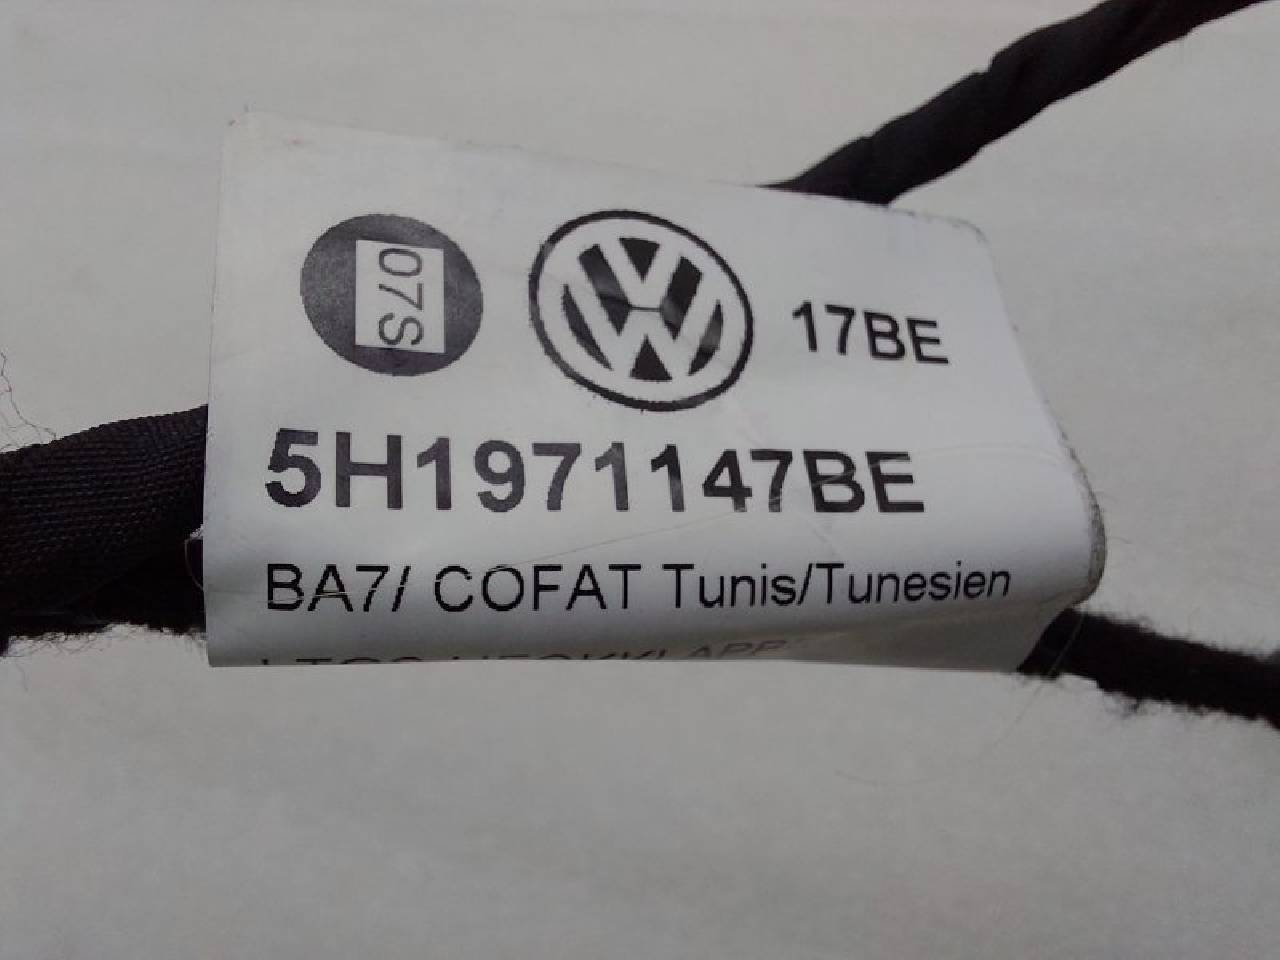 07S
17BE
5H1971147BE
BA7/ COFAT Tunis/Tunesien